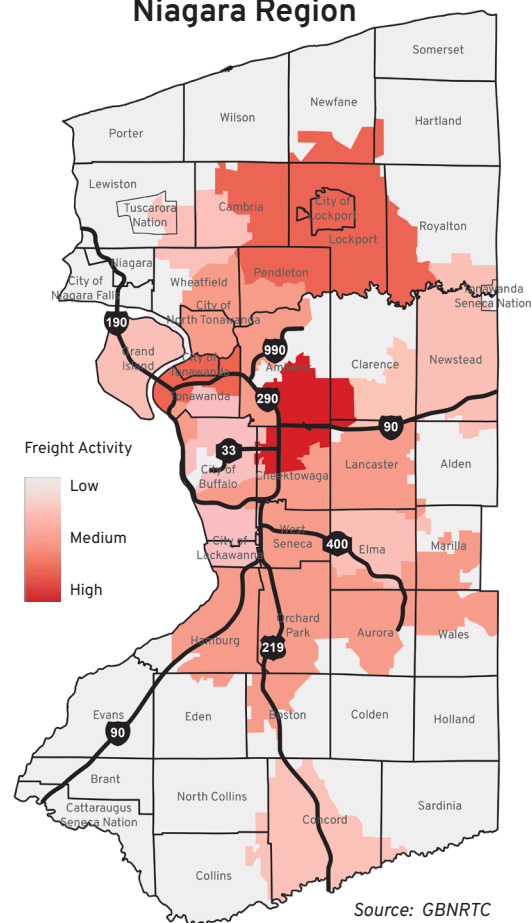 Niagara Region
Somerset
Newfane
Wilson
Hartland
Porter
Lewiston
Tuscarora
Nation
Cambria
City of
Lockport
Lockport
Royalton
Niagara
City of
Niagara Falls
Wheatfield
Pendleton
Tonawanda
Seneca Nation
City of
North Tonawanda
190
990
Grand
Island
City of
Tonawanda
Amherst
Clarence
Newstead
Tonawanda
290
90
33
Freight Activity
Low
Medium
High
City of
Buffalo
Cheektowaga
Lancaster
Alden
West
Seneca
400
Elma
Marilla
City of
Lackawanna
Orchard
Park
Hamburg
219
Aurora
Wales
Evans
90
Eden
Boston
Colden
Holland
Brant
Cattaraugus
Seneca Nation
North Collins
Concord
Sardinia
Collins
Source: GBNRTC